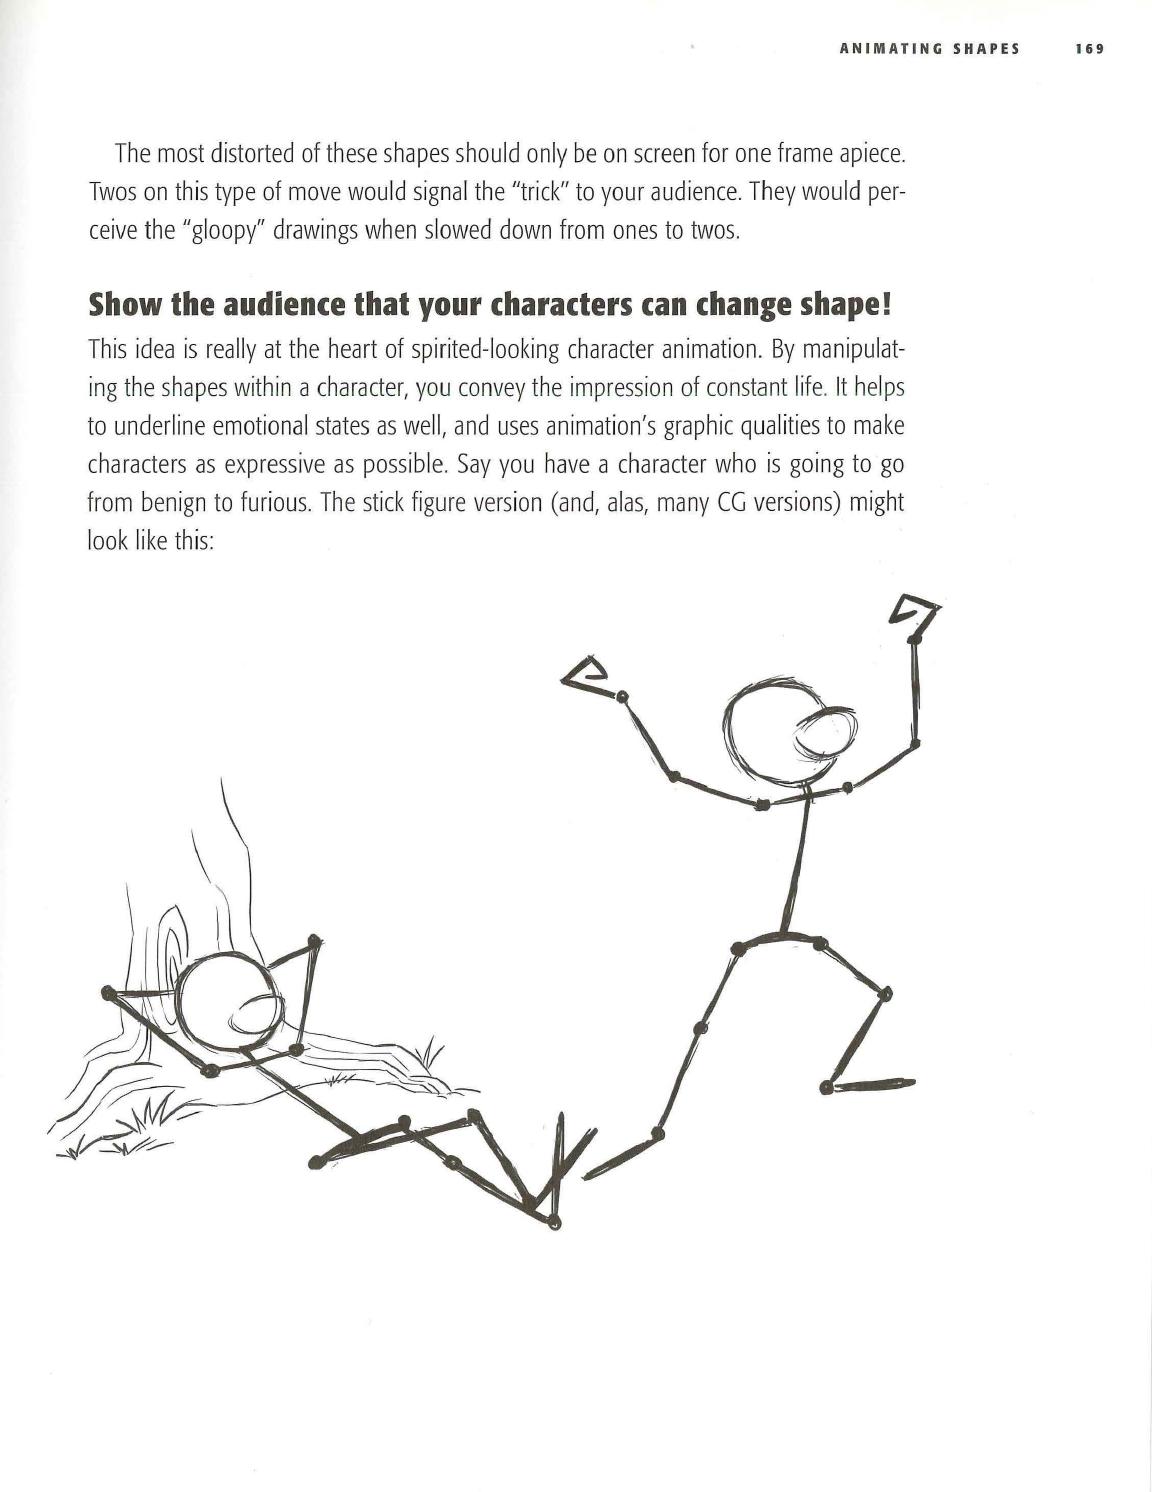 ANIMATING SHAPES 169
The most distorted of these shapes should only be on screen for one frame apiece.
Twos on this type of move would signal the “trick” to your audience. They would per-
ceive the “gloopy” drawings when slowed down from ones to twos.
Show the audience that your characters can change shape!
This idea is really at the heart of spirited-looking character animation. By manipulat-
ing the shapes within a character, you convey the impression of constant life. It helps
to underline emotional states as well, and uses animation’s graphic qualities to make
characters as expressive as possible. Say you have a character who is going to go
from benign to furious. The stick figure version (and, alas, many CG versions) might
look like this: